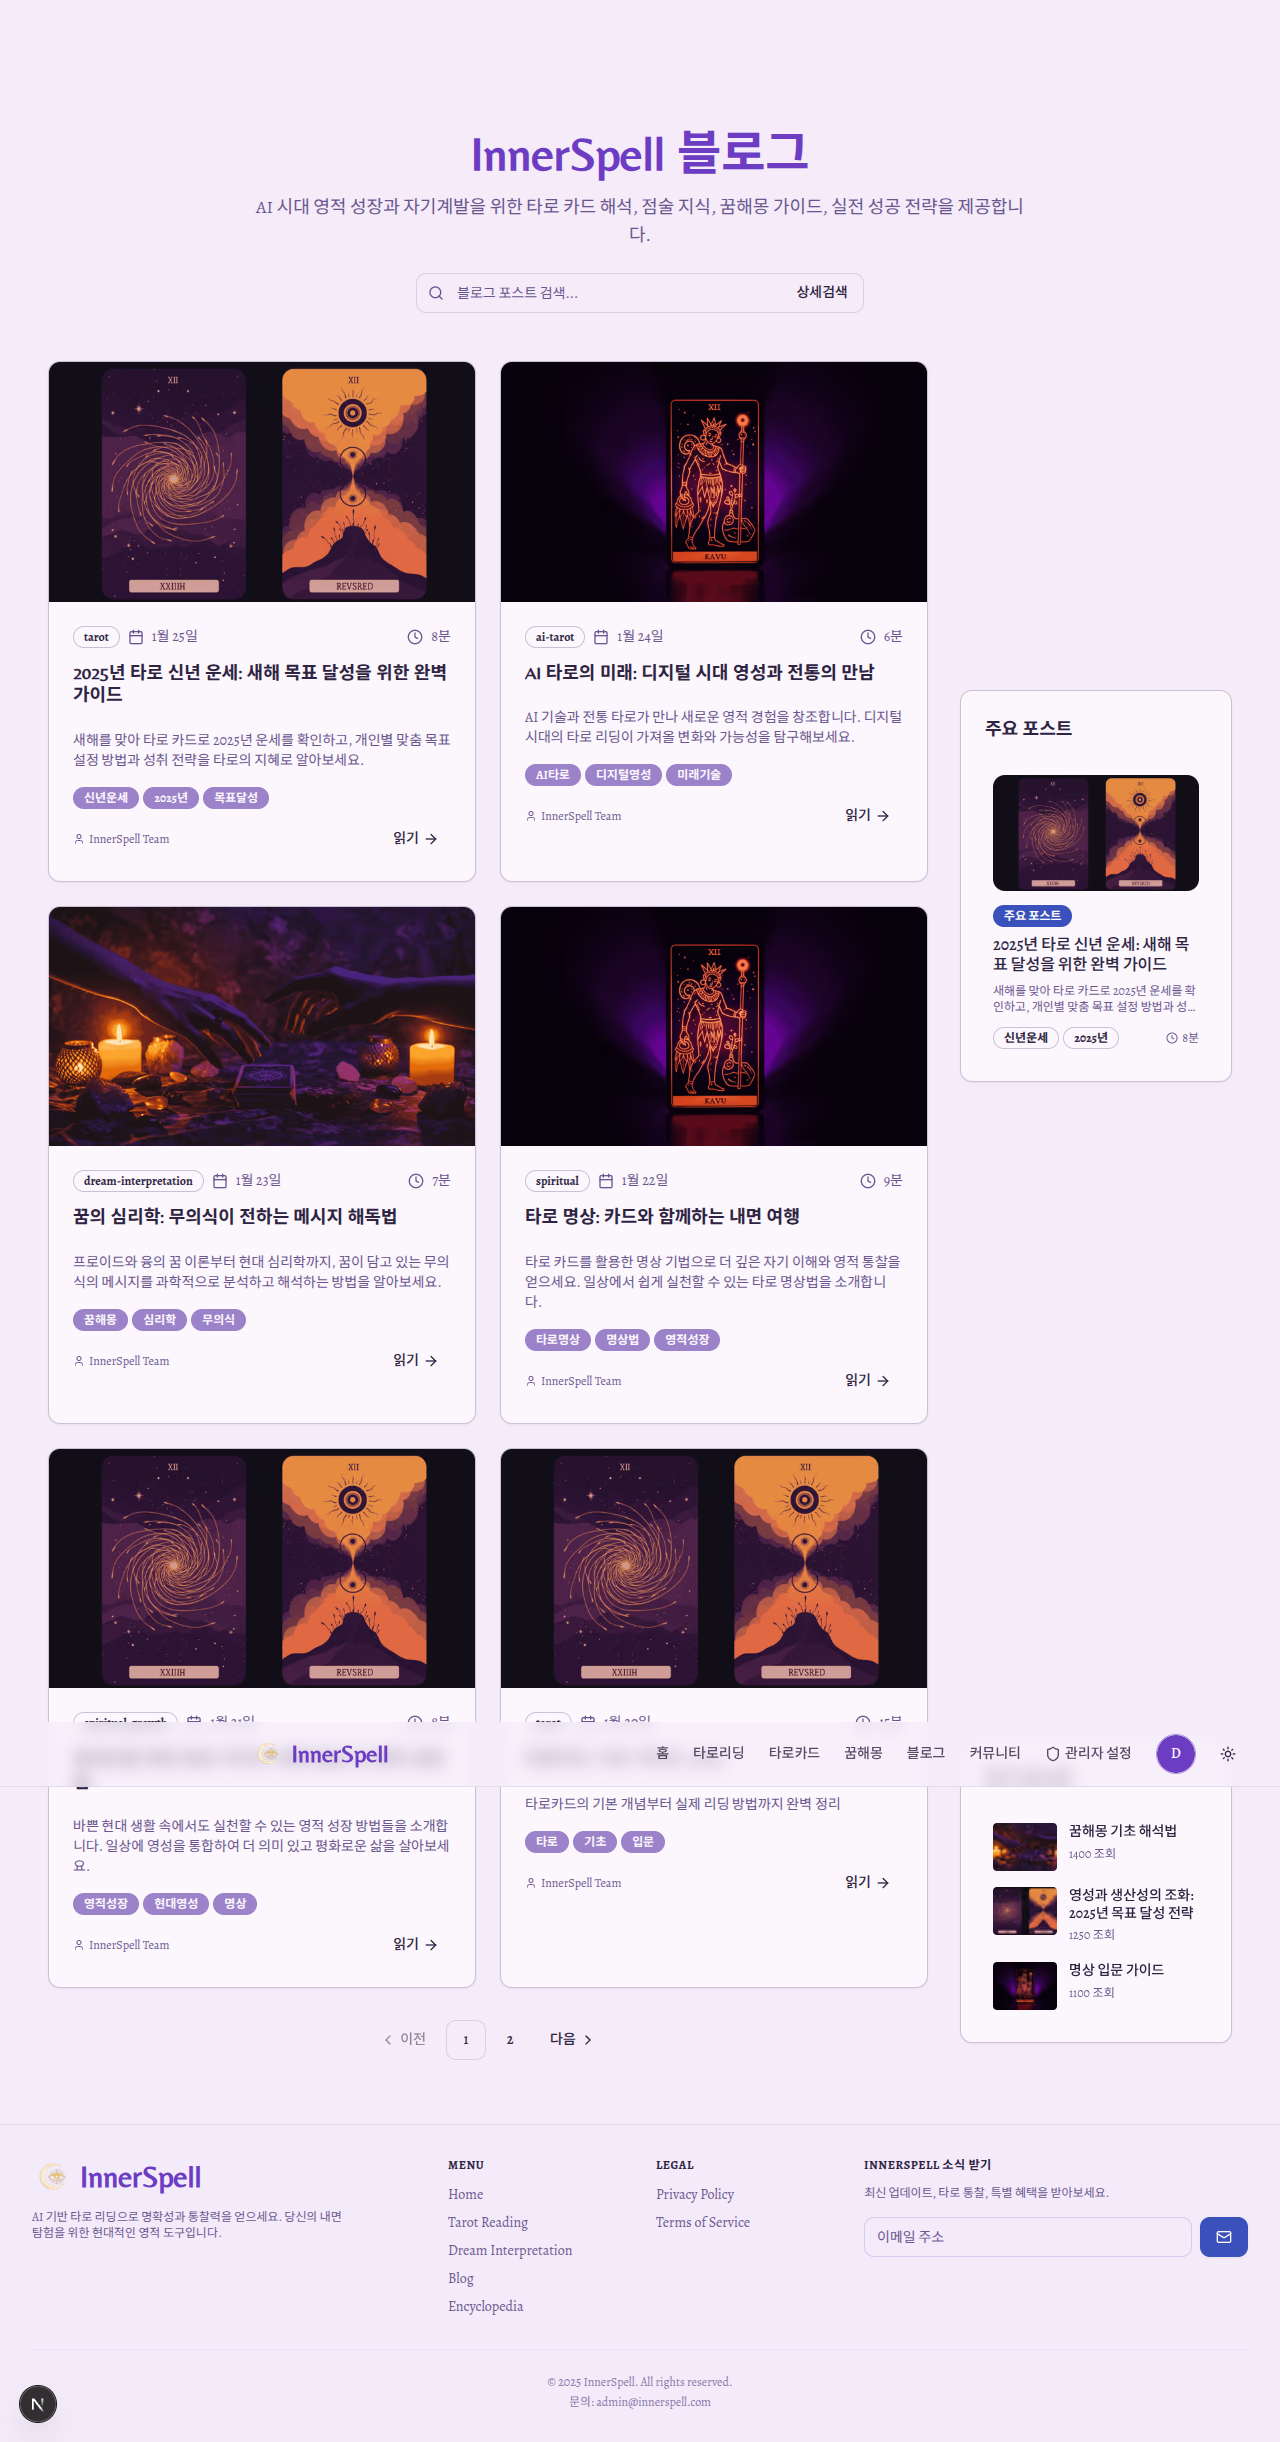 InnerSpell 블로그
AI 시대 영적 성장과 자기계발을 위한 타로 카드 해석, 점술 지식, 꿈해몽 가이드, 실전 성공 전략을 제공합니
다.
블로그 포스트 검색...
상세검색
XII
XII
XXIIIH
REVSRED
tarot
1월 25일
8분
2025년 타로 신년 운세: 새해 목표 달성을 위한 완벽
가이드
새해를 맞아 타로 카드로 2025년 운세를 확인하고, 개인별 맞춤 목표
설정 방법과 성취 전략을 타로의 지혜로 알아보세요.
신년운세
2025년
목표달성
InnerSpell Team
읽기
XII
KAVU
ai-tarot
1월 24일
6분
AI 타로의 미래: 디지털 시대 영성과 전통의 만남
AI 기술과 전통 타로가 만나 새로운 영적 경험을 창조합니다. 디지털
시대의 타로 리딩이 가져올 변화와 가능성을 탐구해보세요.
AI타로
디지털영성
미래기술
InnerSpell Team
읽기
dream-interpretation
1월 23일
7분
꿈의 심리학: 무의식이 전하는 메시지 해독법
프로이드와 융의 꿈 이론부터 현대 심리학까지, 꿈이 담고 있는 무의
식의 메시지를 과학적으로 분석하고 해석하는 방법을 알아보세요.
꿈해몽
심리학
무의식
InnerSpell Team
읽기
XII
KAVU
spiritual
1월 22일
9분
타로 명상: 카드와 함께하는 내면 여행
타로 카드를 활용한 명상 기법으로 더 깊은 자기 이해와 영적 통찰을
얻으세요. 일상에서 쉽게 실천할 수 있는 타로 명상법을 소개합니
다.
타로명상
명상법
영적성장
InnerSpell Team
읽기
XII
XII
XXIIIH
REVSRED
spiritual-growth
1월 21일
8분
바쁜 현대 생활 속에서도 실천할 수 있는 영적 성장 방법들을 소개합
니다. 일상에 영성을 통합하여 더 의미 있고 평화로운 삶을 살아보세
요.
영적성장
현대영성
명상
InnerSpell Team
읽기
XII
XII
XXIIIH
REVSRED
tarot
1월 20일
15분
타로카드의 기본 개념부터 실제 리딩 방법까지 완벽 정리
타로
기초
입문
InnerSpell Team
읽기
InnerSpell
홈
타로리딩
타로카드
꿈해몽
블로그
커뮤니티
관리자 설정
D
이전
1
2
다음
주요 포스트
주요 포스트
2025년 타로 신년 운세: 새해 목
표 달성을 위한 완벽 가이드
새해를 맞아 타로 카드로 2025년 운세를 확
인하고, 개인별 맞춤 목표 설정 방법과 성...
신년운세
2025년
8분
꿈해몽 기초 해석법
1400 조회
영성과 생산성의 조화:
2025년 목표 달성 전략
1250 조회
명상 입문 가이드
1100 조회
InnerSpell
AI 기반 타로 리딩으로 명확성과 통찰력을 얻으세요. 당신의 내면
탐험을 위한 현대적인 영적 도구입니다.
MENU
Home
Tarot Reading
Dream Interpretation
Blog
Encyclopedia
LEGAL
Privacy Policy
Terms of Service
INNERSPELL 소식 받기
최신 업데이트, 타로 통찰, 특별 혜택을 받아보세요.
이메일 주소
© 2025 InnerSpell. All rights reserved.
문의: admin@innerspell.com
N